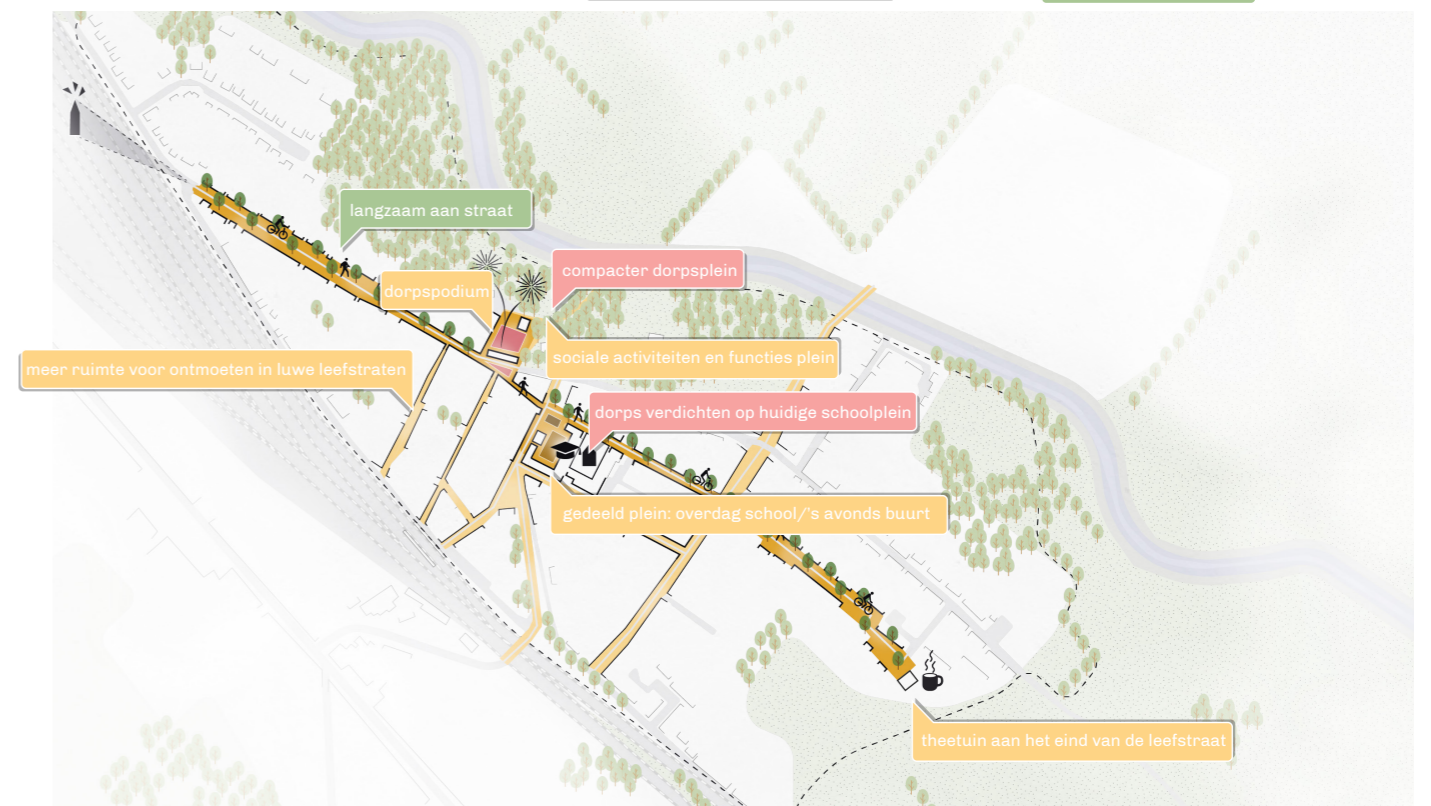 langzaam aan straat
compacter dorpsplein
dorpspodium
sociale activiteiten en functies plein
meer ruimte voor ontmoeten in luwe leefstraten
dorps verdichten op huidige schoolplein
gedeeld plein: overdag school/'s avonds buurt
theetuin aan het eind van de leefstraat